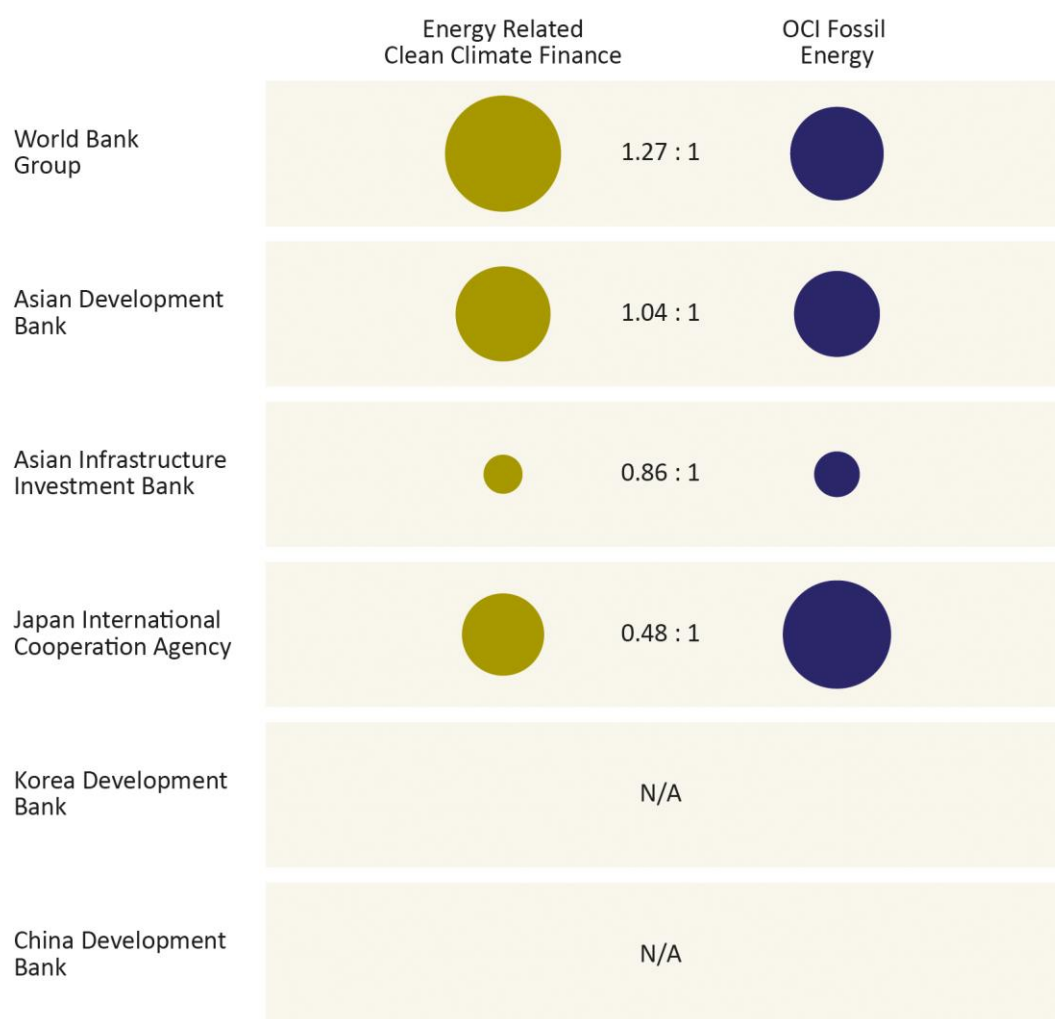 Energy Related
Clean Climate Finance
OCI Fossil
Energy
World Bank
Group
1.27 : 1
Asian Development
Bank
1.04 : 1
Asian Infrastructure
Investment Bank
0.86 : 1
Japan International
Cooperation Agency
0.48 : 1
Korea Development
Bank
N/A
China Development
Bank
N/A